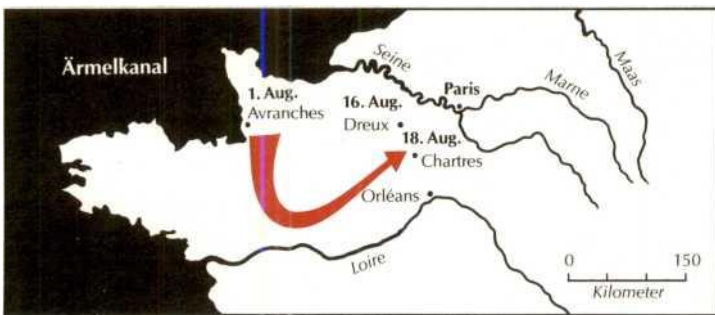 Ärmelkanal
Seine
Maas
1. Aug.
Avranches
16. Aug.
Dreux
Paris
Marne
18. Aug.
Chartres
Orléans
Loire
0 150
Kilometer